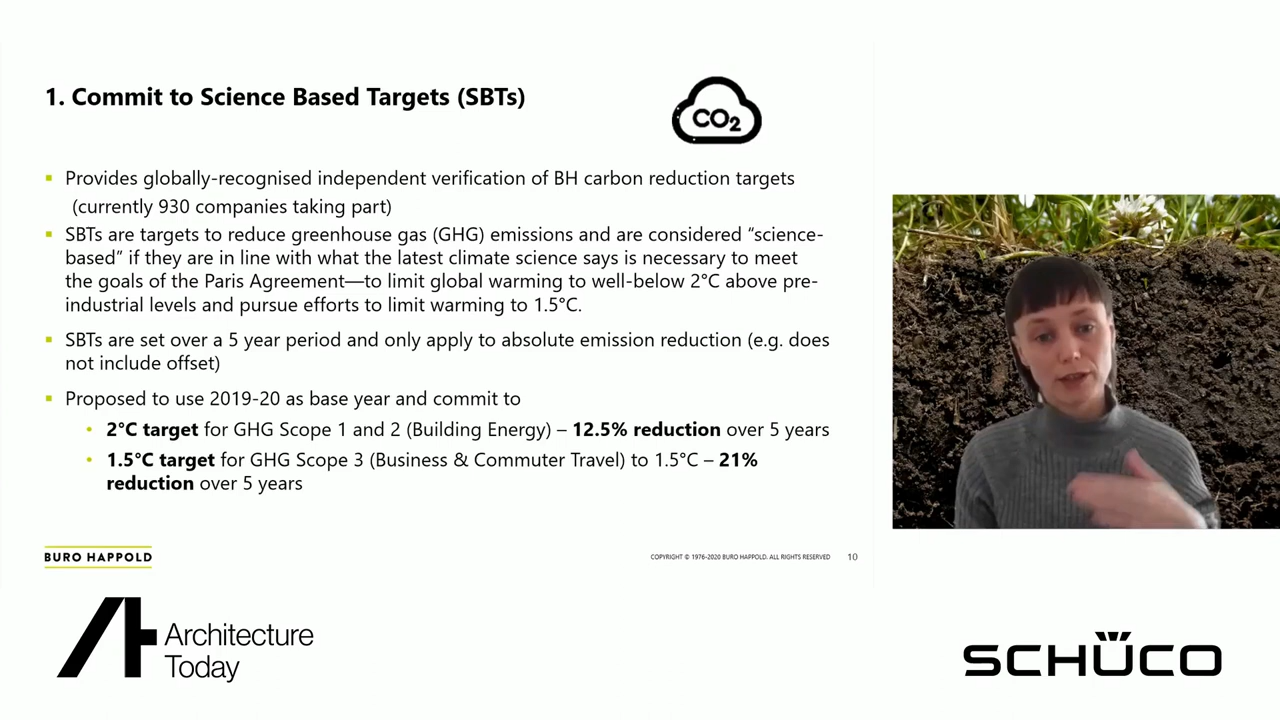 1. Commit to Science Based Targets (SBTs)
CO2
▪ Provides globally-recognised independent verification of BH carbon reduction targets
(currently 930 companies taking part)
▪ SBTs are targets to reduce greenhouse gas (GHG) emissions and are considered “science-
based” if they are in line with what the latest climate science says is necessary to meet
the goals of the Paris Agreement—to limit global warming to well-below 2°C above pre-
industrial levels and pursue efforts to limit warming to 1.5°C.
▪ SBTs are set over a 5 year period and only apply to absolute emission reduction (e.g. does
not include offset)
▪ Proposed to use 2019-20 as base year and commit to
• 2°C target for GHG Scope 1 and 2 (Building Energy) – 12.5% reduction over 5 years
• 1.5°C target for GHG Scope 3 (Business & Commuter Travel) to 1.5°C – 21%
reduction over 5 years
BURO HAPPOLD
COPYRIGHT © 1976-2020 BURO HAPPOLD. ALL RIGHTS RESERVED
10
Architecture
Today
SCHÜCO